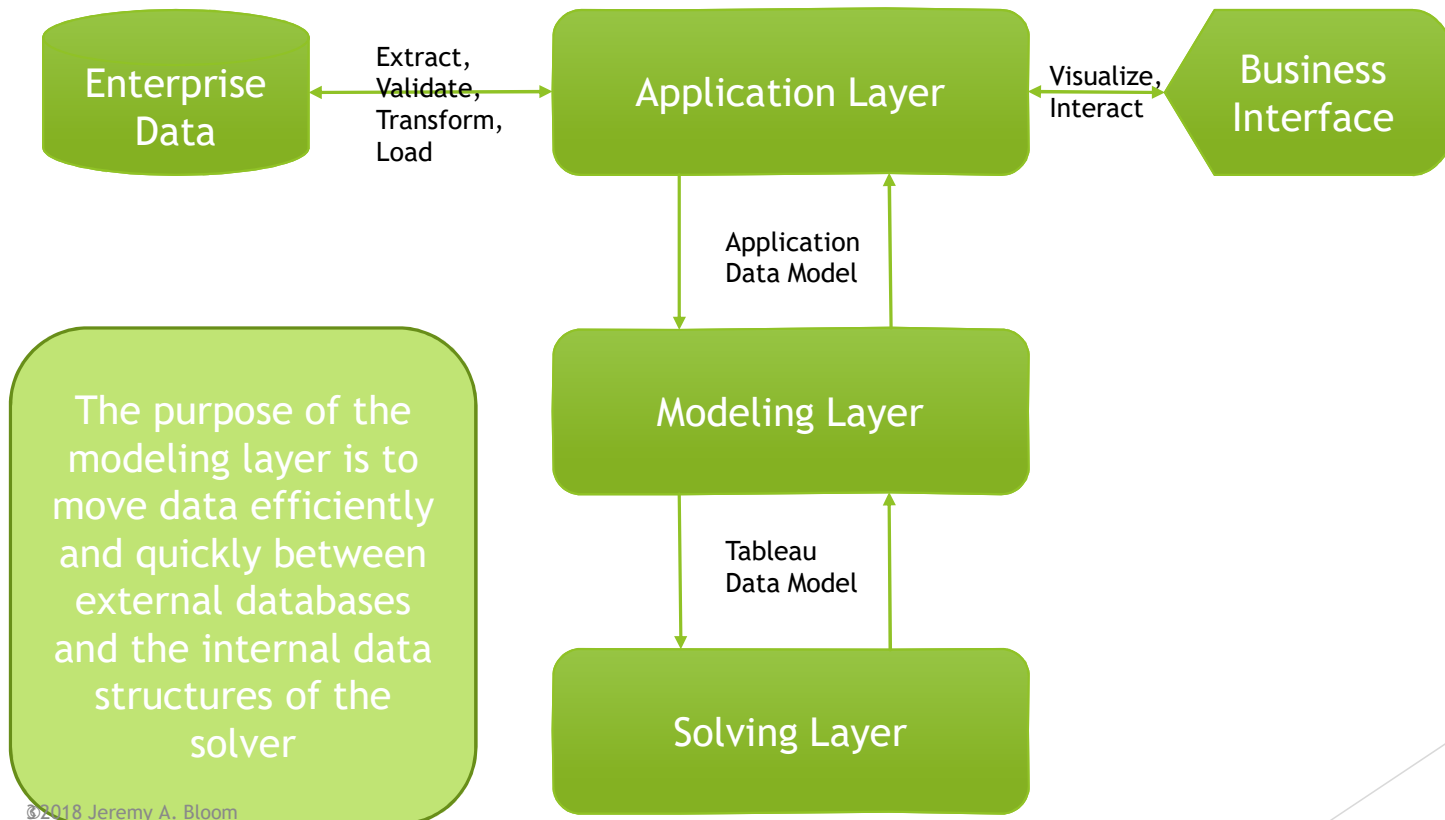 Enterprise
Data
Extract,
Validate,
Transform,
Load
Application Layer
Visualize,
Interact
Business
Interface
Application
Data Model
Modeling Layer
The purpose of the
modeling layer is to
move data efficiently
and quickly between
external databases
and the internal data
structures of the
solver
Tableau
Data Model
Solving Layer
2018 Jeremy A. Bloom